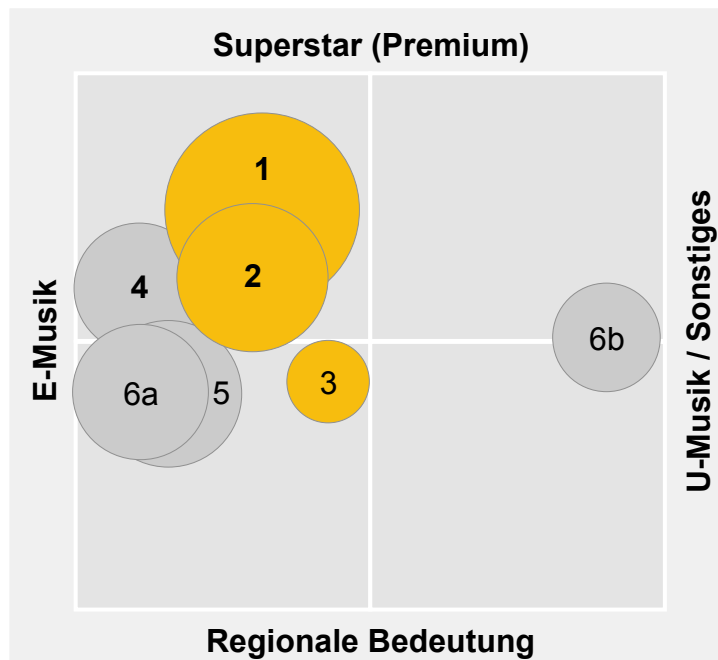 Superstar (Premium)
E-Musik
1
2
4
3
6a
5
6b
U-Musik / Sonstiges
Regionale Bedeutung